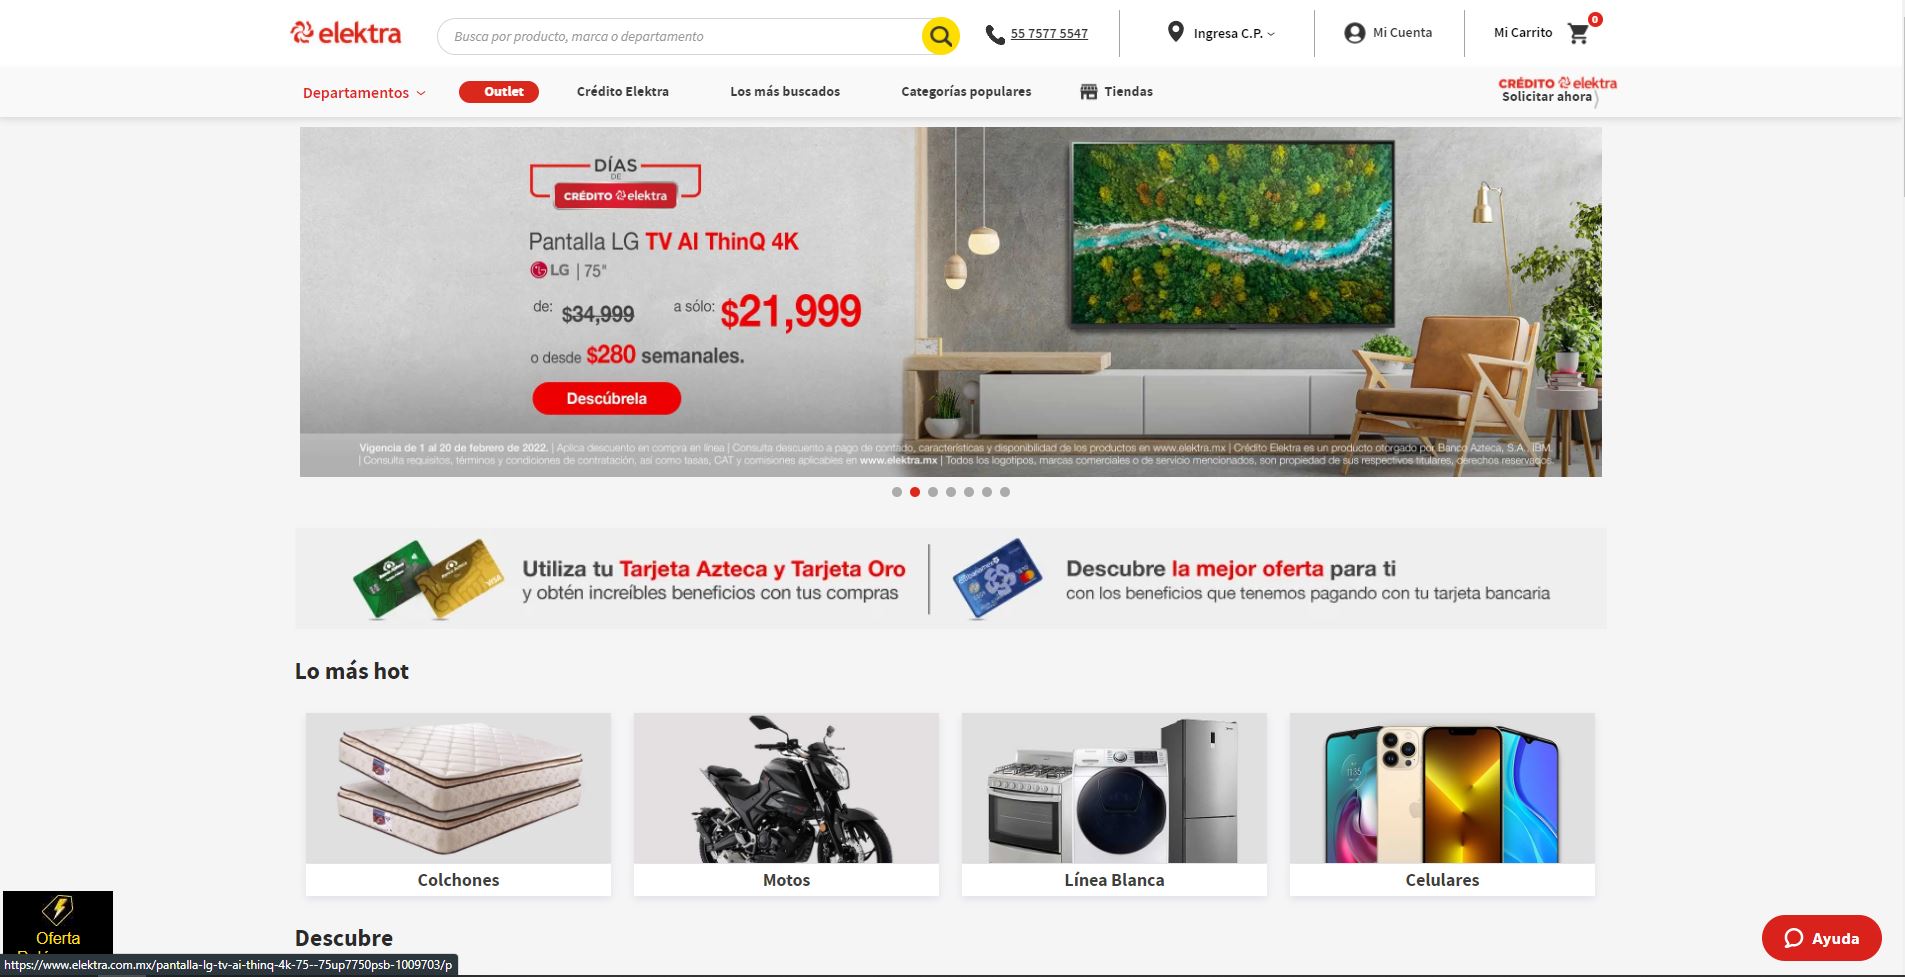 elektra
Busca por producto, marca o departamento
55 7577 5547
Ingresa C.P.
Mi Cuenta
Mi Carrito
0
Departamentos
Outlet
Crédito Elektra
Los más buscados
Categorías populares
Tiendas
CRÉDITO elektra
Solicitar ahora
DÍAS
DE
CRÉDITO elektra
Pantalla LG TV AI ThinQ 4K
LG | 75"
de: $34,999 a sólo: $21,999
o desde $280 semanales.
Descúbrela
Vigencia de 1 al 20 de febrero de 2022. | Aplica descuento en compra en línea | Consulta descuento a pago de contado, características y disponibilidad de los productos en www.elektra.mx | Crédito Elektra es un producto otorgado por Banco Azteca, S.A., IBM.
| Consulta requisitos, términos y condiciones de contratación, así como tasas, CAT y comisiones aplicables en www.elektra.mx | Todos los logotipos, marcas comerciales o de servicio mencionados, son propiedad de sus respectivos titulares, derechos reservados.
Utiliza tu Tarjeta Azteca y Tarjeta Oro
y obtén increíbles beneficios con tus compras
Descubre la mejor oferta para ti
con los beneficios que tenemos pagando con tu tarjeta bancaria
Lo más hot
Colchones
Motos
Línea Blanca
Celulares
Descubre
Oferta
Ayuda
https://www.elektra.com.mx/pantalla-lg-tv-ai-thinq-4k-75--75up7750psb-1009703/p